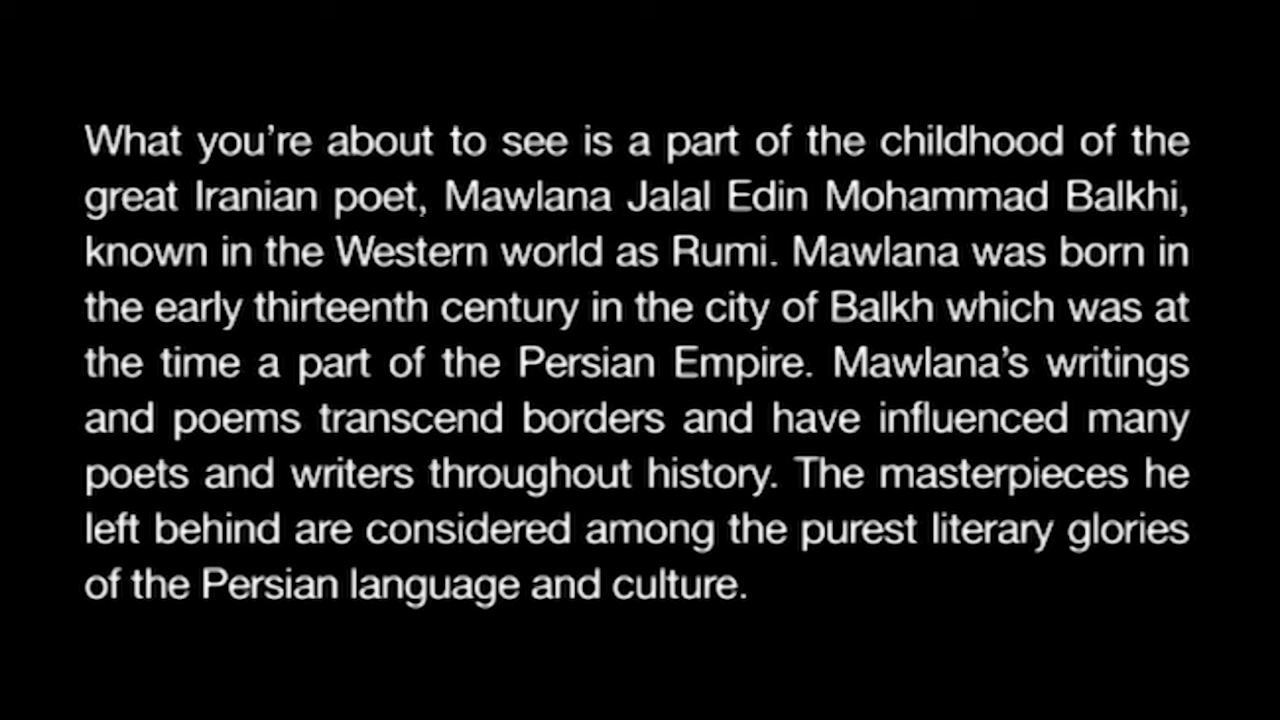 What you’re about to see is a part of the childhood of the
great Iranian poet, Mawlana Jalal Edin Mohammad Balkhi,
known in the Western world as Rumi. Mawlana was born in
the early thirteenth century in the city of Balkh which was at
the time a part of the Persian Empire. Mawlana’s writings
and poems transcend borders and have influenced many
poets and writers throughout history. The masterpieces he
left behind are considered among the purest literary glories
of the Persian language and culture.